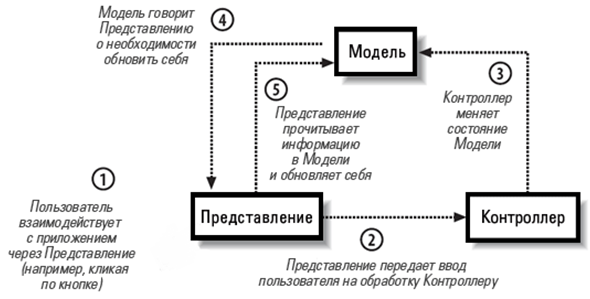 4
Модель говорит
Представлению
о необходимости
обновить себя
Модель
3
Контроллер
меняет
состояние
Модели
5
Представление
прочитывает
информацию
в Модели
и обновляет себя
1
Пользователь
взаимодействует
с приложением
через Представление
(например, кликая
по кнопке)
Представление
Контроллер
2
Представление передает ввод
пользователя на обработку Контроллеру